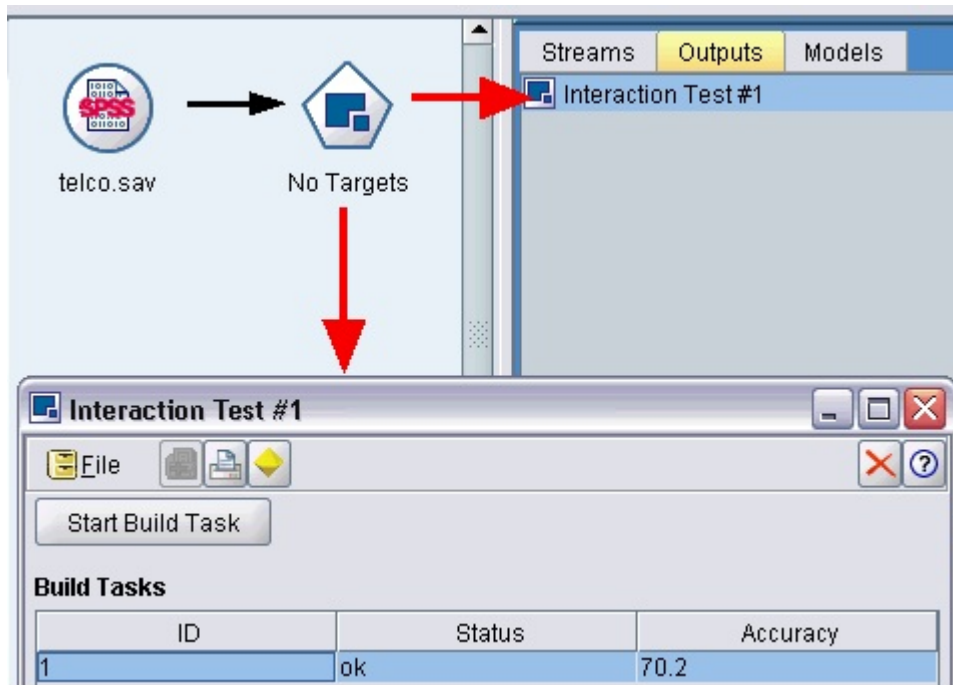 Streams Outputs Models
Interaction Test #1
SPSS
telco.sav
No Targets
Interaction Test #1
File
Start Build Task
Build Tasks
ID Status Accuracy
1 ok 70.2